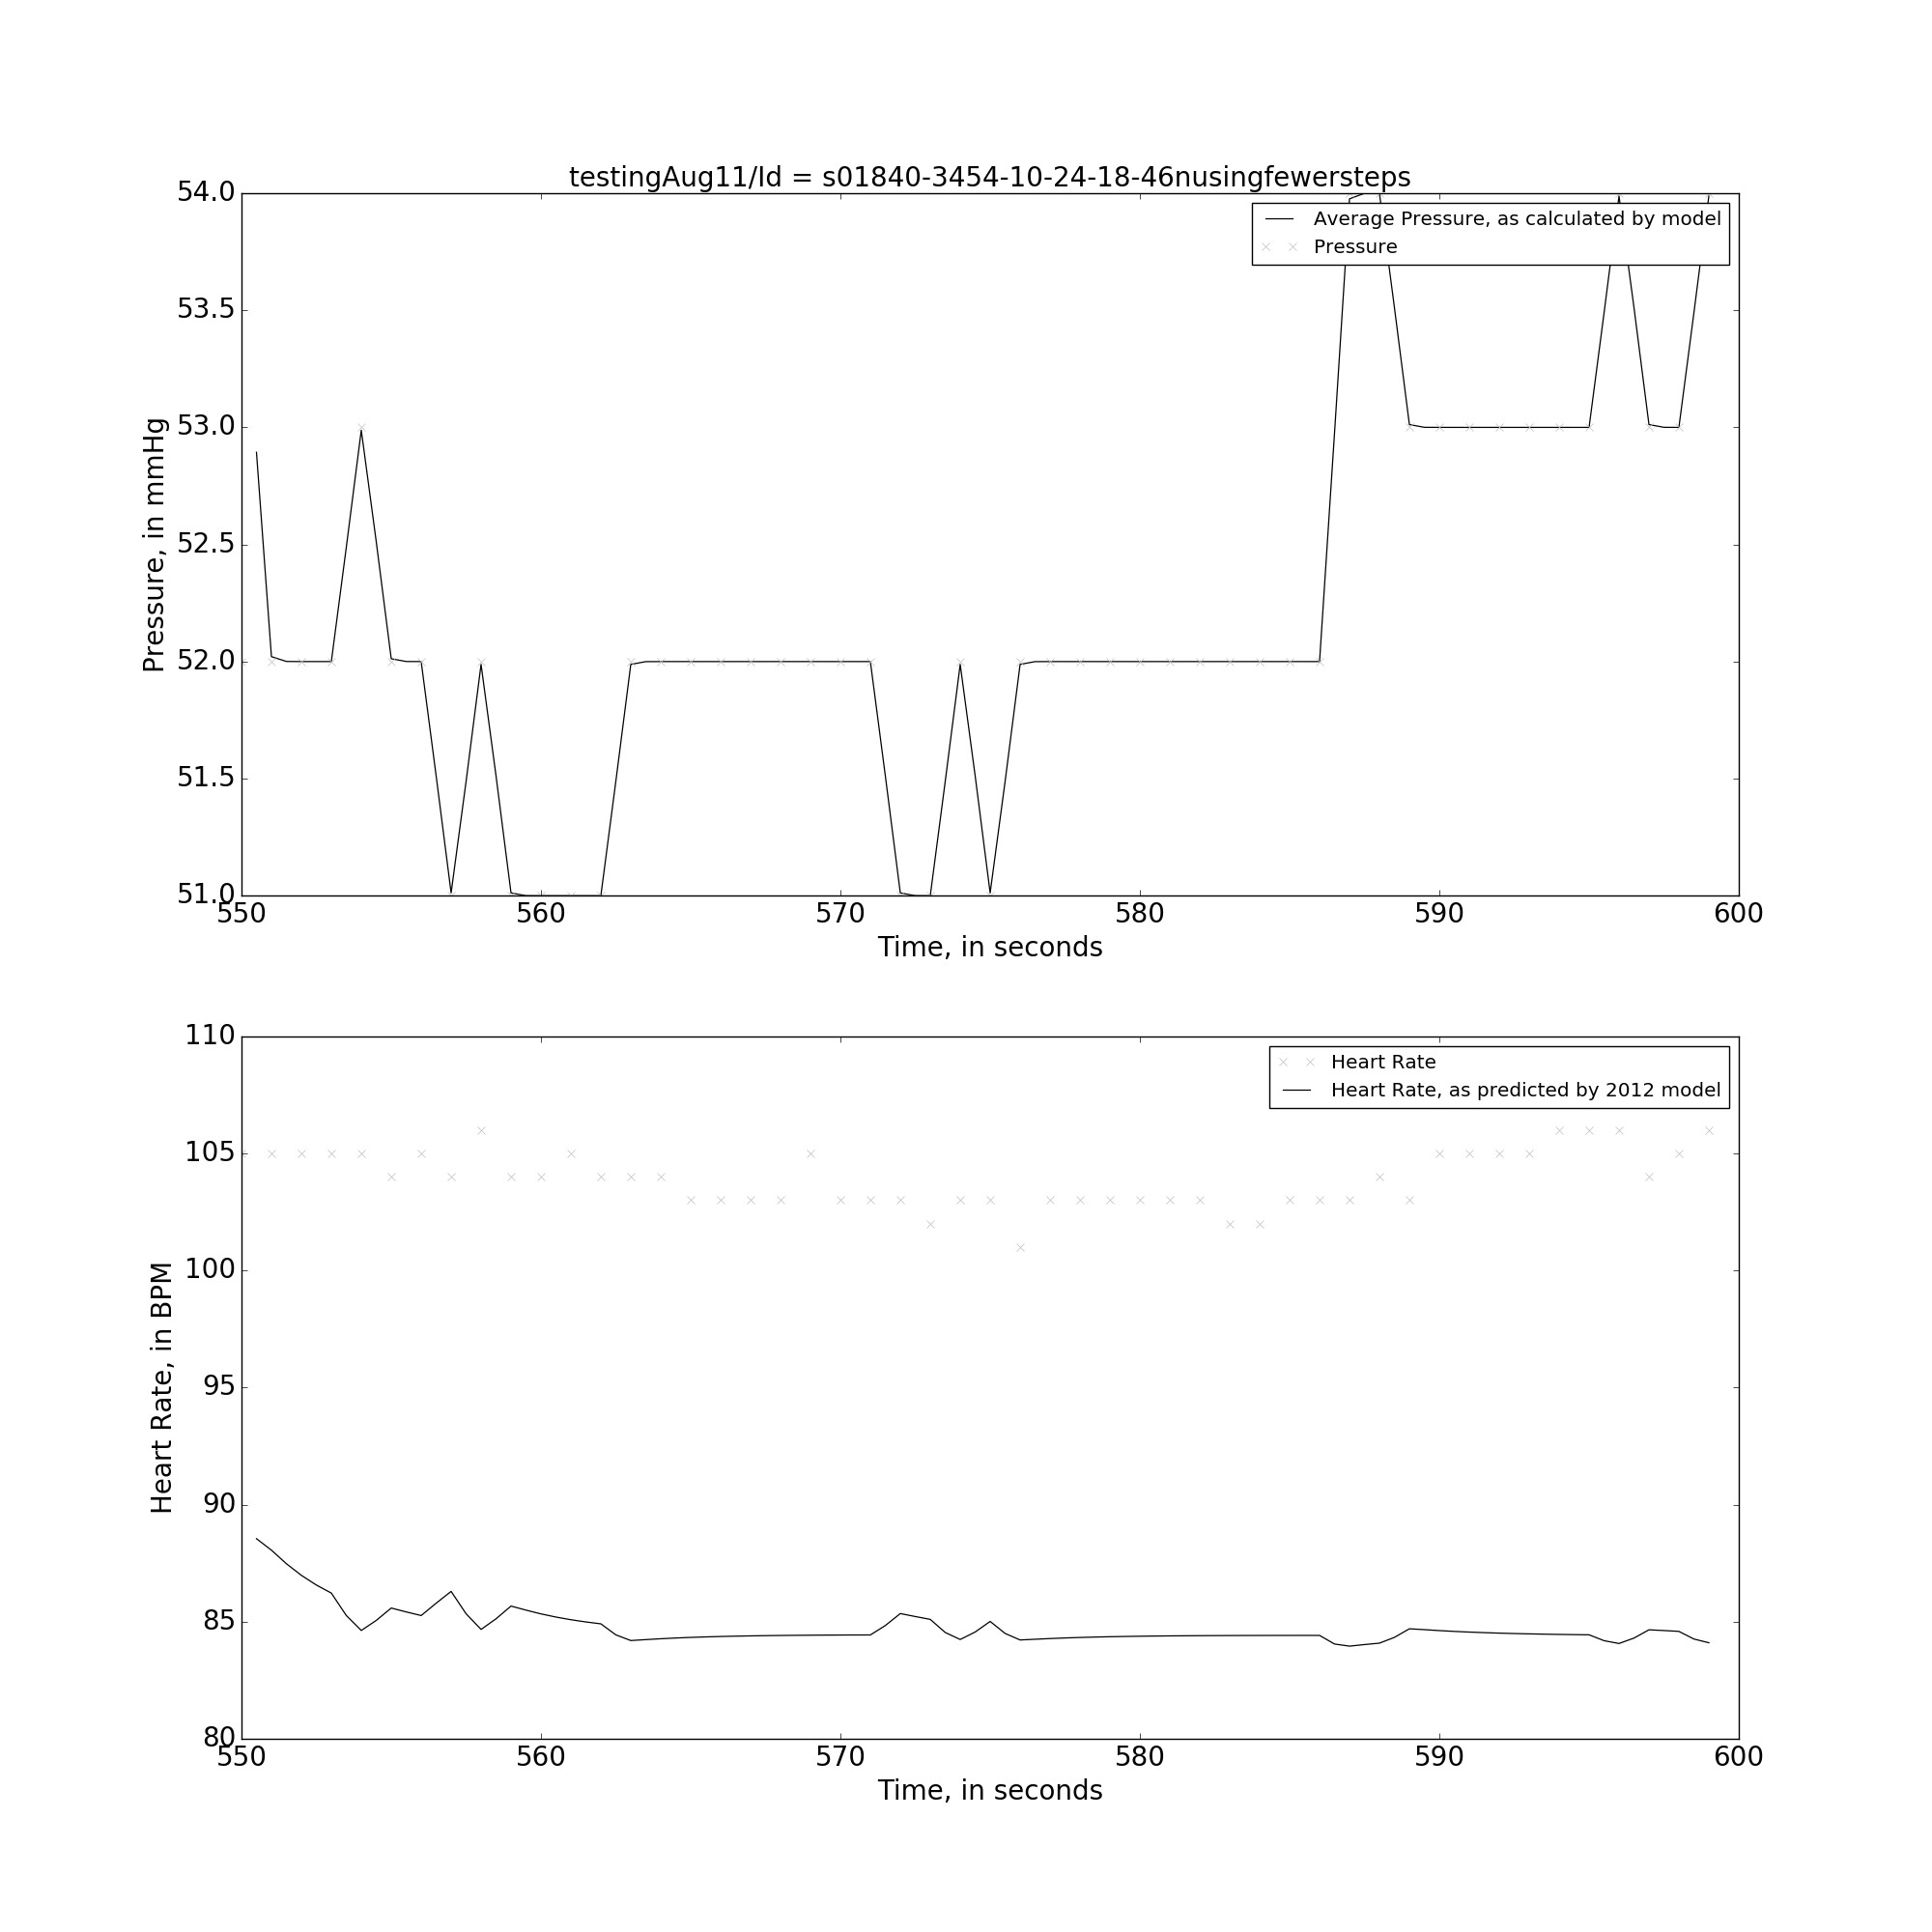 testingAug11/Id = s01840-3454-10-24-18-46nusingfewersteps
54.0
53.5
53.0
52.5
52.0
51.5
51.0
Pressure, in mmHg
Average Pressure, as calculated by model
Pressure
550 560 570 580 590 600
Time, in seconds
110
105
100
95
90
85
80
Heart Rate, in BPM
Heart Rate
Heart Rate, as predicted by 2012 model
550 560 570 580 590 600
Time, in seconds